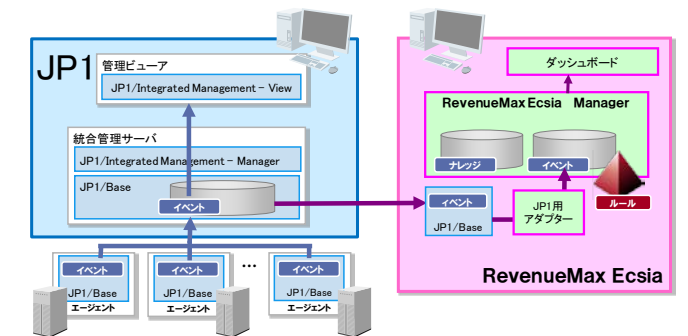 JP1
管理ビューア
JP1/Integrated Management − View
統合管理サーバ
JP1/Integrated Management − Manager
JP1/Base
イベント
イベント
JP1/Base
エージェント
イベント
JP1/Base
エージェント
…
イベント
JP1/Base
エージェント
ダッシュボード
RevenueMax Ecsia Manager
ナレッジ
イベント
ルール
イベント
JP1/Base
JP1用
アダプター
RevenueMax Ecsia